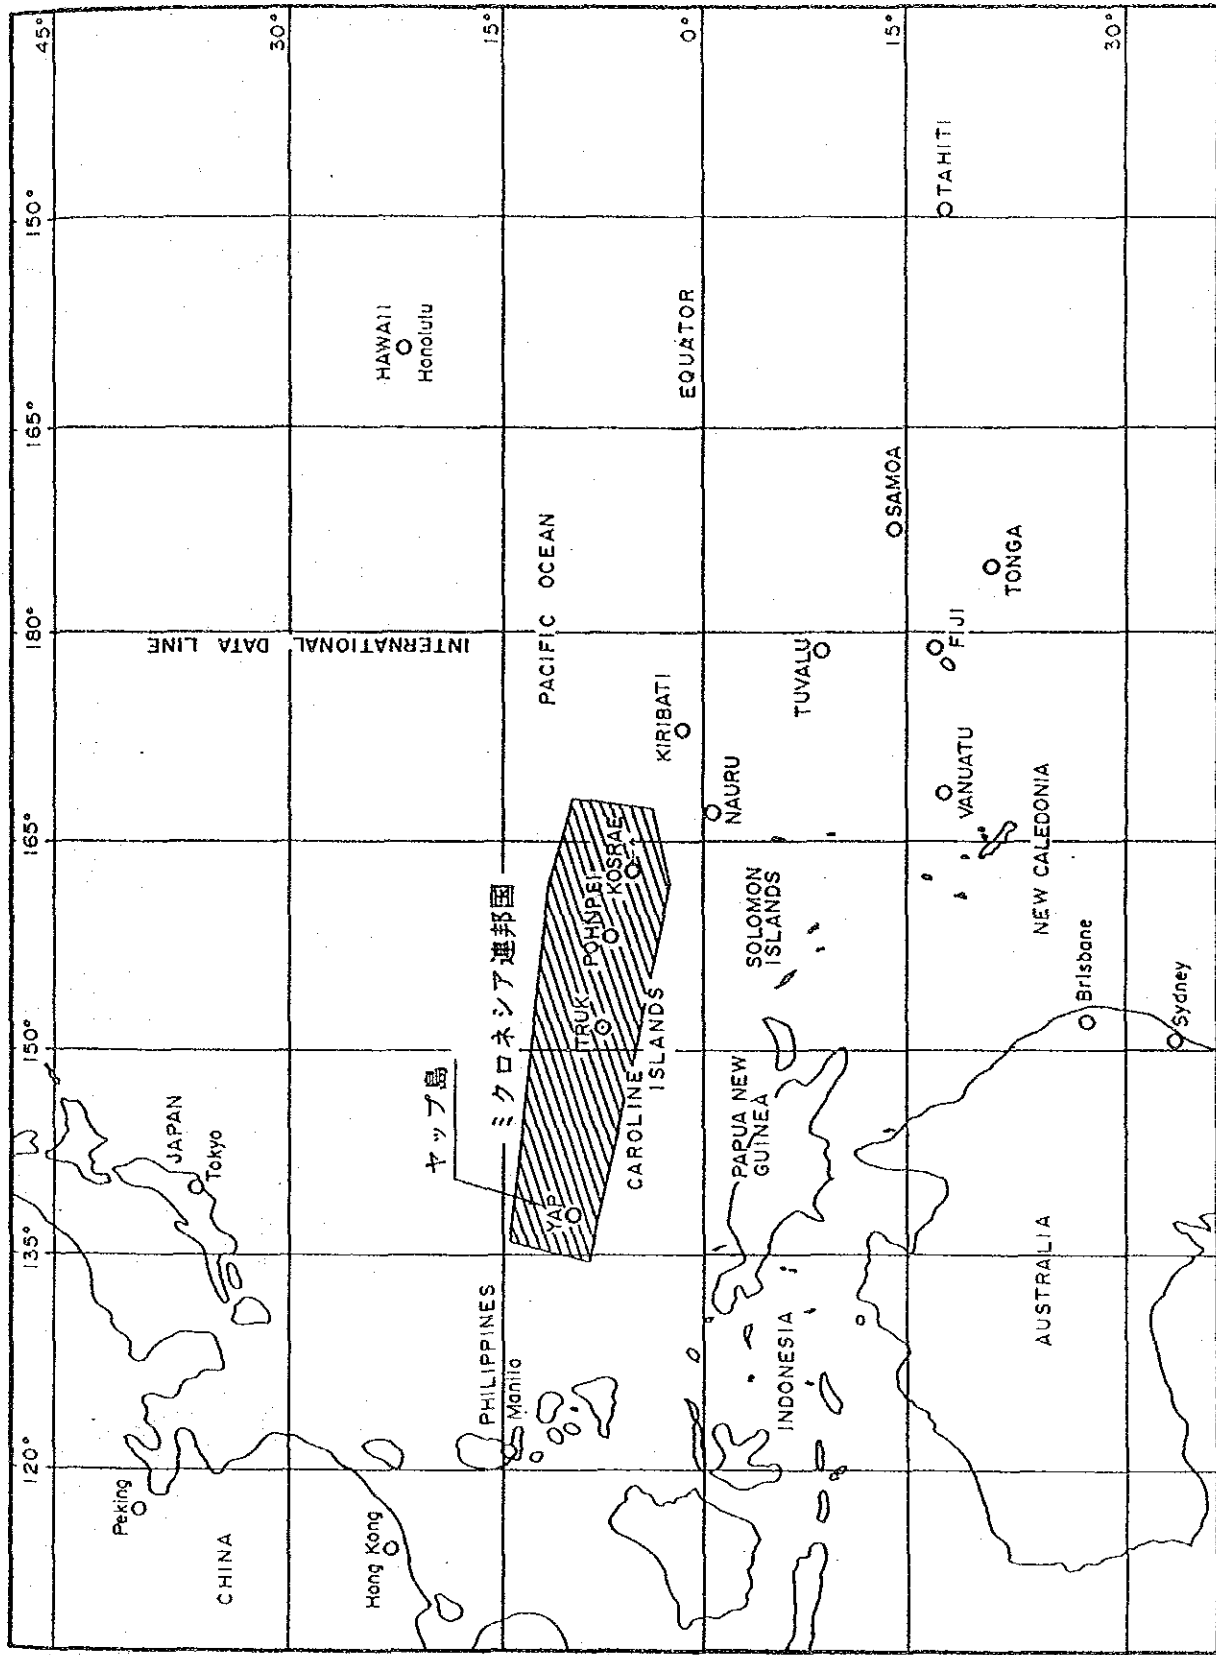 120°
135°
150°
165°
180°
165°
150°
45°
30°
15°
0°
15°
30°
Peking
CHINA
Hong Kong
JAPAN
Tokyo
INTERNATIONAL DATA LINE
HAWAII
Honolulu
PHILIPPINES
Manila
ヤップ島
ミクロネシア連邦国
YAP
TRUK
POHNPEI
KOSRAE
CAROLINE
ISLANDS
PACIFIC OCEAN
EQUATOR
KIRIBATI
NAURU
INDONESIA
PAPUA NEW
GUINEA
SOLOMON
ISLANDS
TUVALU
SAMOA
TAHITI
VANUATU
FIJI
TONGA
NEW CALEDONIA
AUSTRALIA
Brisbane
Sydney